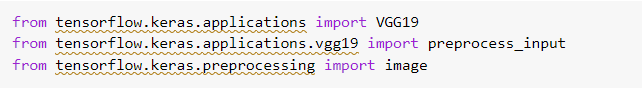 from tensorflow.keras.applications import VGG19
from tensorflow.keras.applications.vgg19 import preprocess_input
from tensorflow.keras.preprocessing import image